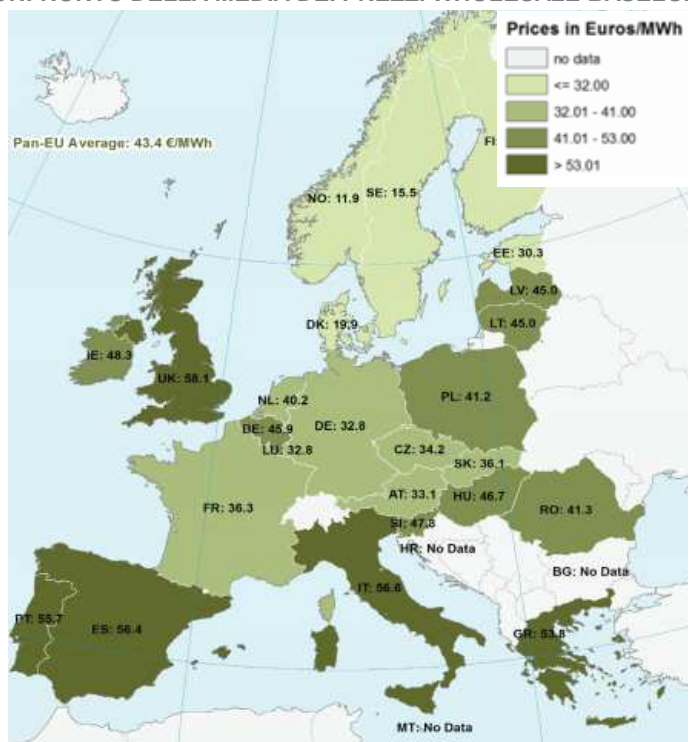 Prices in Euros/MWh
no data
<= 32.00
32.01 - 41.00
41.01 - 53.00
> 53.01
Pan-EU Average: 43.4 €/MWh
NO: 11.9
SE: 15.5
EE: 30.3
LV: 45.0
LT: 45.0
DK: 19.9
IE: 48.3
UK: 58.1
PL: 41.2
NL: 40.2
BE: 45.9
DE: 32.8
LU: 32.8
CZ: 34.2
SK: 36.1
FR: 36.3
AT: 33.1
HU: 46.7
RO: 41.3
SI: 47.8
HR: No Data
BG: No Data
IT: 56.6
PT: 55.7
ES: 56.4
GR: 53.8
MT: No Data